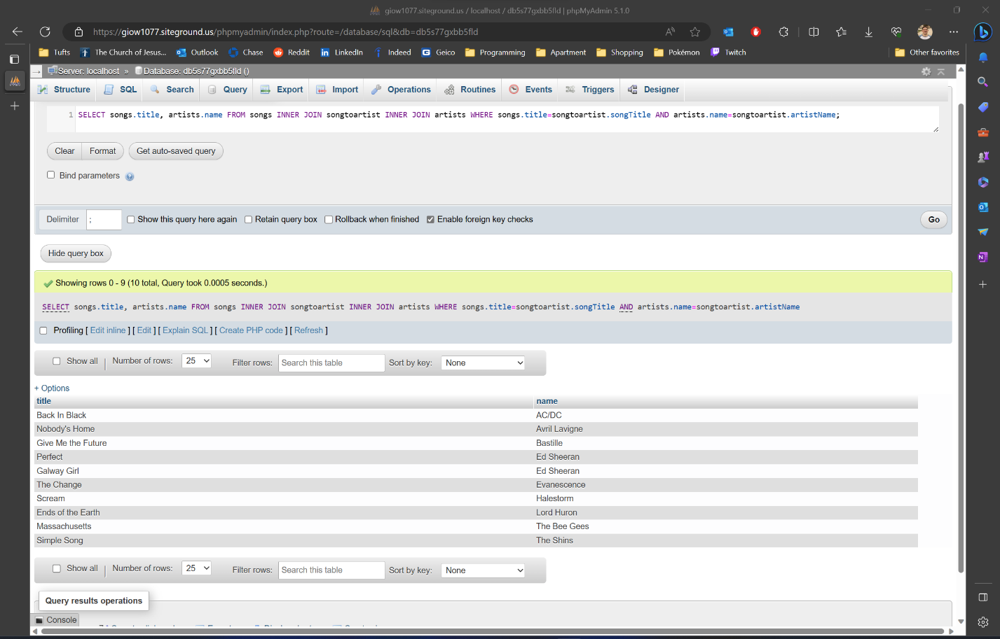 giow1077.siteground.us / localhost / db5s77gxbb5fld | phpMyAdmin 5.1.0
https://giow1077.siteground.us/phpmyadmin/index.php?route=/database/sql&db=db5s77gxbb5fld
Tufts The Church of Jesus... Outlook Chase Reddit LinkedIn Indeed Geico Programming Apartment Shopping Pokémon Twitch Other favorites
Server: localhost » Database: db5s77gxbb5fld ()
Structure SQL Search Query Export Import Operations Routines Events Triggers Designer
1 SELECT songs.title, artists.name FROM songs INNER JOIN songtoartist INNER JOIN artists WHERE songs.title=songtoartist.songTitle AND artists.name=songtoartist.artistName;
Clear Format Get auto-saved query
Bind parameters
Delimiter ; Show this query here again Retain query box Rollback when finished Enable foreign key checks Go
Hide query box
Showing rows 0 - 9 (10 total, Query took 0.0005 seconds.)
SELECT songs.title, artists.name FROM songs INNER JOIN songtoartist INNER JOIN artists WHERE songs.title=songtoartist.songTitle AND artists.name=songtoartist.artistName
Profiling [ Edit inline ] [ Edit ] [ Explain SQL ] [ Create PHP code ] [ Refresh ]
Show all | Number of rows: 25 Filter rows: Search this table Sort by key: None
+ Options
title name
Back In Black AC/DC
Nobody's Home Avril Lavigne
Give Me the Future Bastille
Perfect Ed Sheeran
Galway Girl Ed Sheeran
The Change Evanescence
Scream Halestorm
Ends of the Earth Lord Huron
Massachusetts The Bee Gees
Simple Song The Shins
Show all | Number of rows: 25 Filter rows: Search this table Sort by key: None
Query results operations
Console